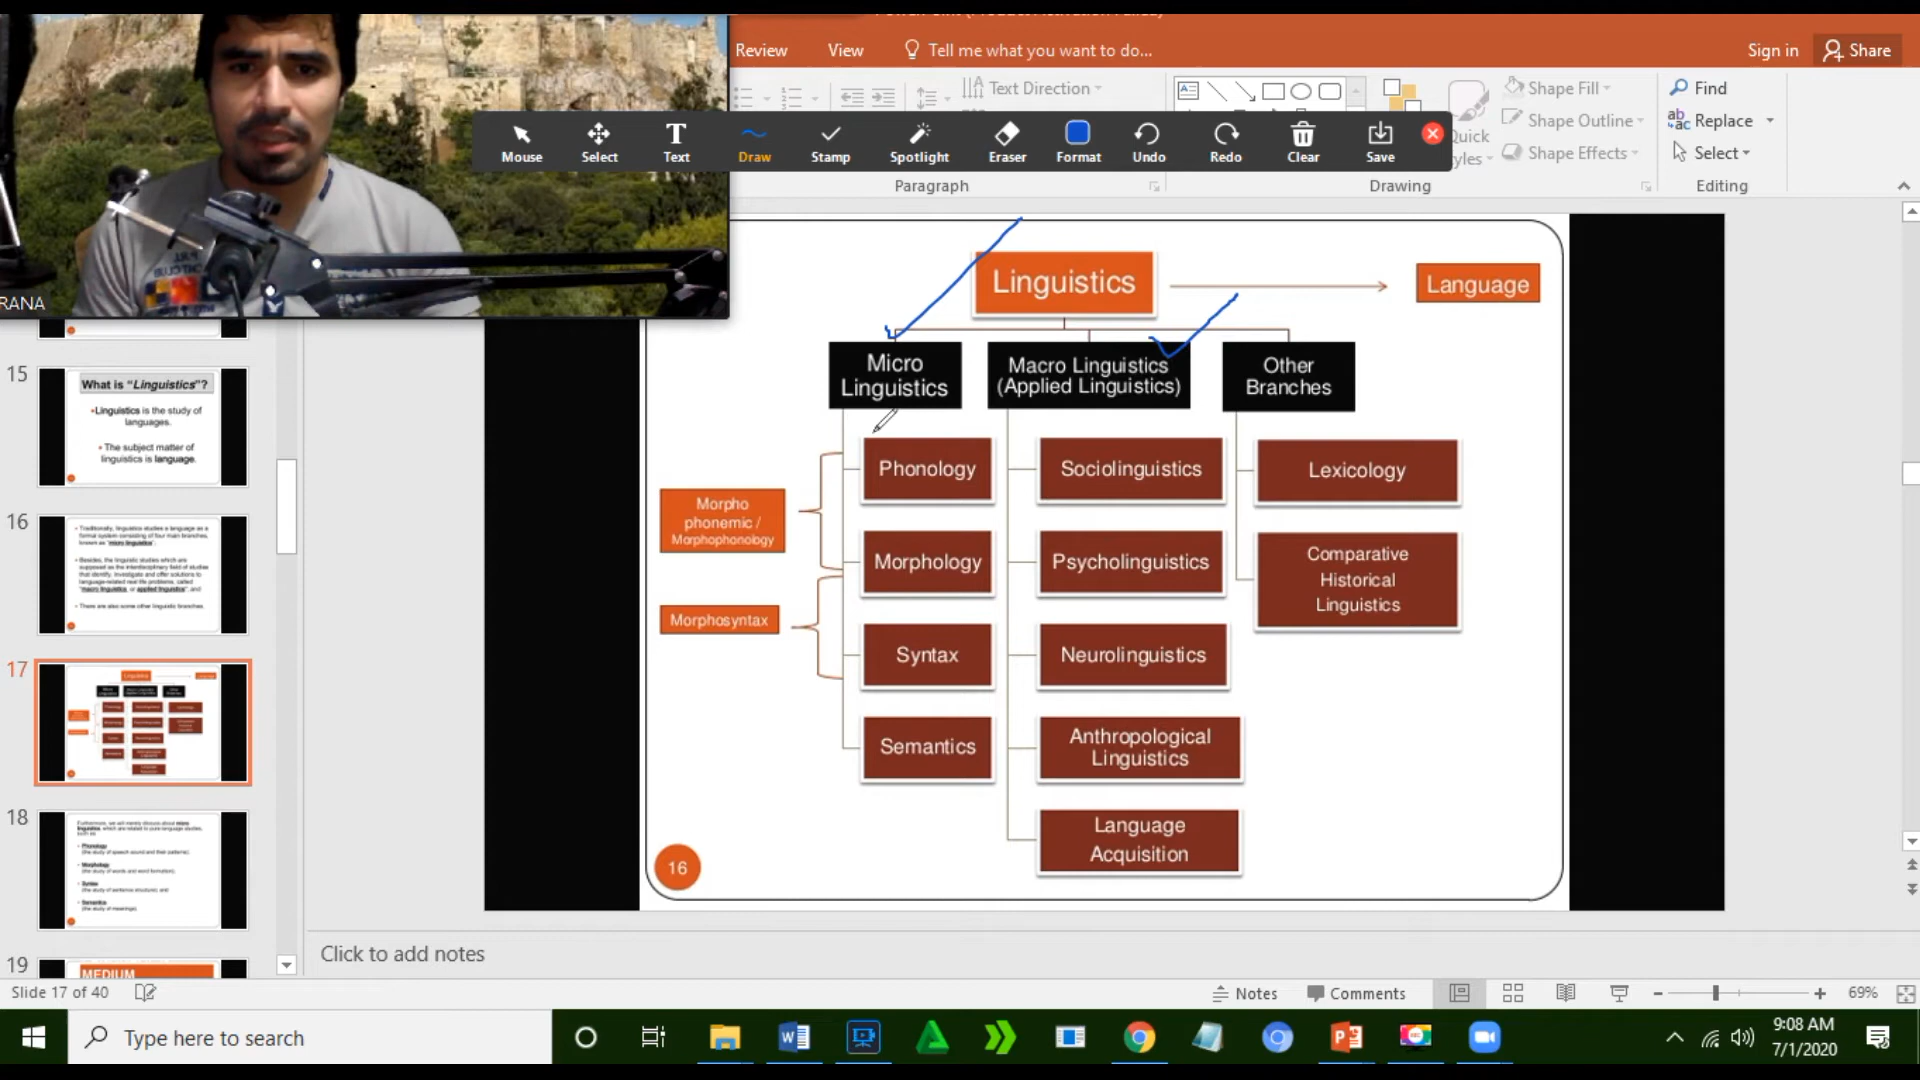 Review
View
Tell me what you want to do...
Sign in
Share
Text Direction
Shape Fill
Find
Shape Outline
Replace
Quick
Shape Effects
Select
Mouse
Select
Text
Draw
Stamp
Spotlight
Eraser
Format
Undo
Redo
Clear
Save
Paragraph
Drawing
Editing
RANA
15
What is "Linguistics"?
•Linguistics is the study of
languages.
• The subject matter of
linguistics is language.
16
17
18
19
MEDIUM
Linguistics
Language
Micro
Linguistics
Macro Linguistics
(Applied Linguistics)
Other
Branches
Phonology
Sociolinguistics
Lexicology
Morpho
phonemic /
Morphophonology
Morphology
Psycholinguistics
Comparative
Historical
Linguistics
Morphosyntax
Syntax
Neurolinguistics
Semantics
Anthropological
Linguistics
Language
Acquisition
16
Click to add notes
Slide 17 of 40
Notes
Comments
69%
Type here to search
9:08 AM
7/1/2020